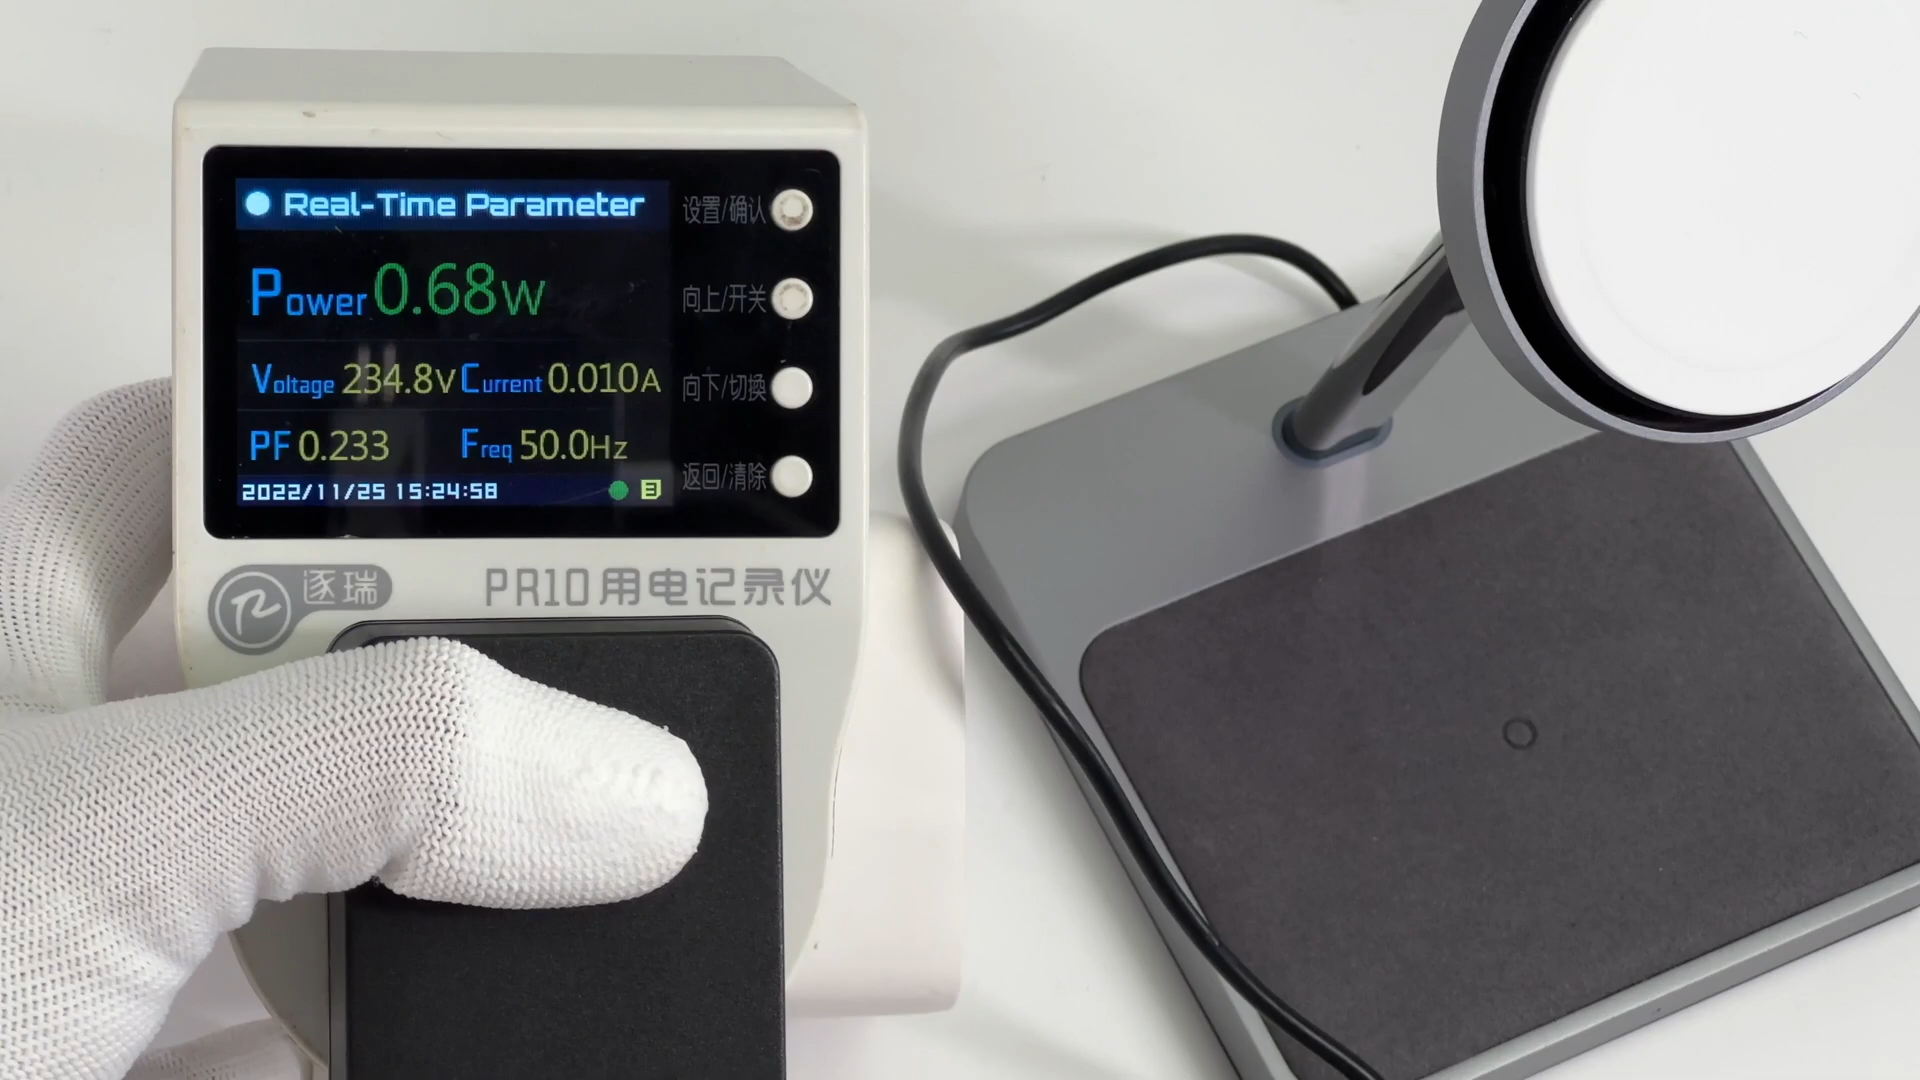 Real-Time Parameter
设置/确认
Power 0.68W
向上/开关
Voltage 234.8V Current 0.010A
向下/切换
PF 0.233 Freq 50.0Hz
返回/清除
2022/11/25 15:24:58
逐瑞
PR10用电记录仪